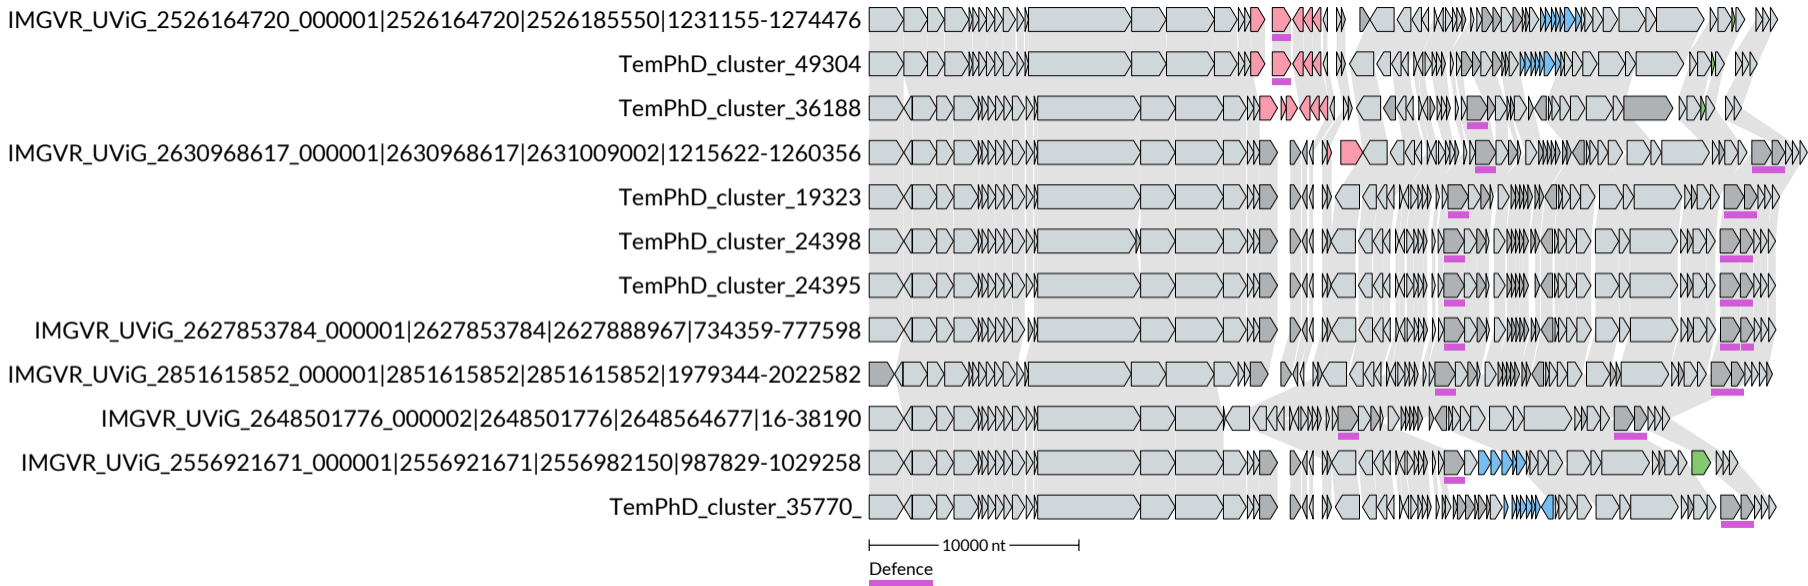 IMGVR_UViG_2526164720_000001|2526164720|2526185550|1231155-1274476
TemPhD_cluster_49304
TemPhD_cluster_36188
IMGVR_UViG_2630968617_000001|2630968617|2631009002|1215622-1260356
TemPhD_cluster_19323
TemPhD_cluster_24398
TemPhD_cluster_24395
IMGVR_UViG_2627853784_000001|2627853784|2627888967|734359-777598
IMGVR_UViG_2851615852_000001|2851615852|2851615852|1979344-2022582
IMGVR_UViG_2648501776_000002|2648501776|2648564677|16-38190
IMGVR_UViG_2556921671_000001|2556921671|2556982150|987829-1029258
TemPhD_cluster_35770_
10000 nt
Defence